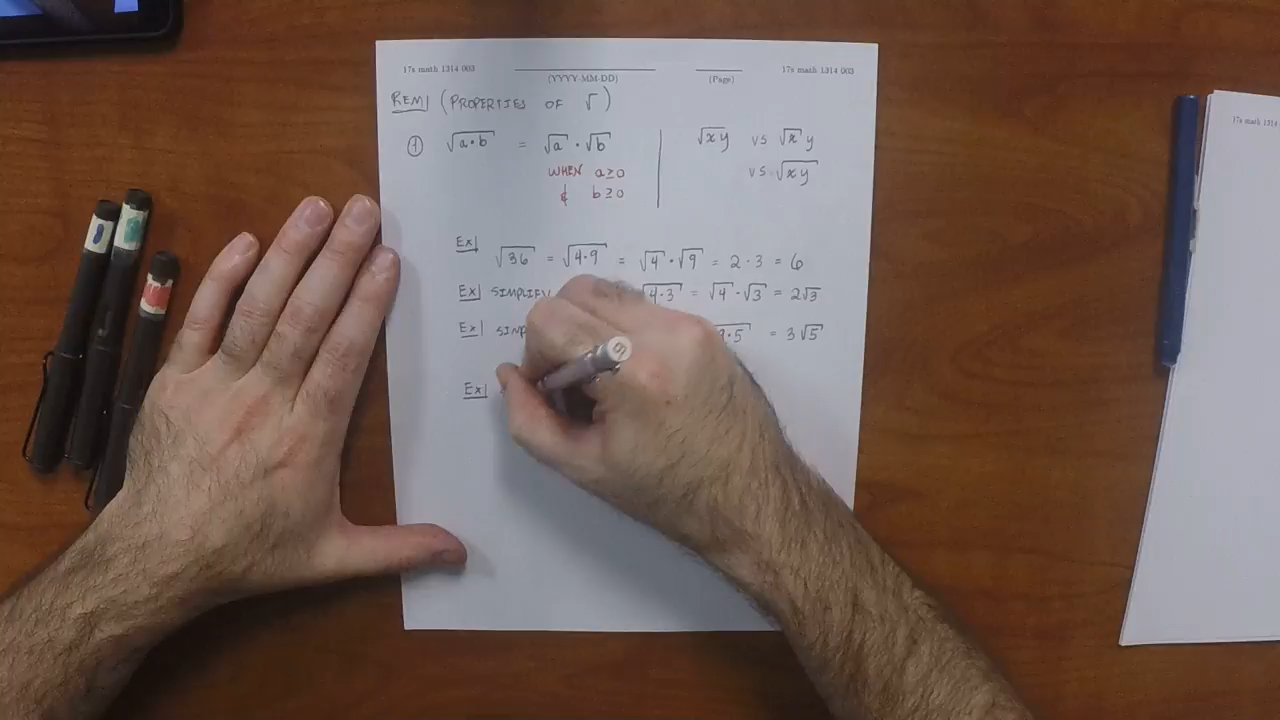 17s math 1314 003 (YYYY-MM-DD) (Page) 17s math 1314 003
REM (PROPERTIES OF √ )
① √a·b = √a · √b
WHEN a≥0
& b≥0
√x y vs √x y
vs. √xy
Ex √36 = √4·9 = √4 · √9 = 2·3 = 6
Ex SIMPLIFY √4·3 = √4 · √3 = 2√3
Ex √9·5 = 3√5
Ex
17s math 1314